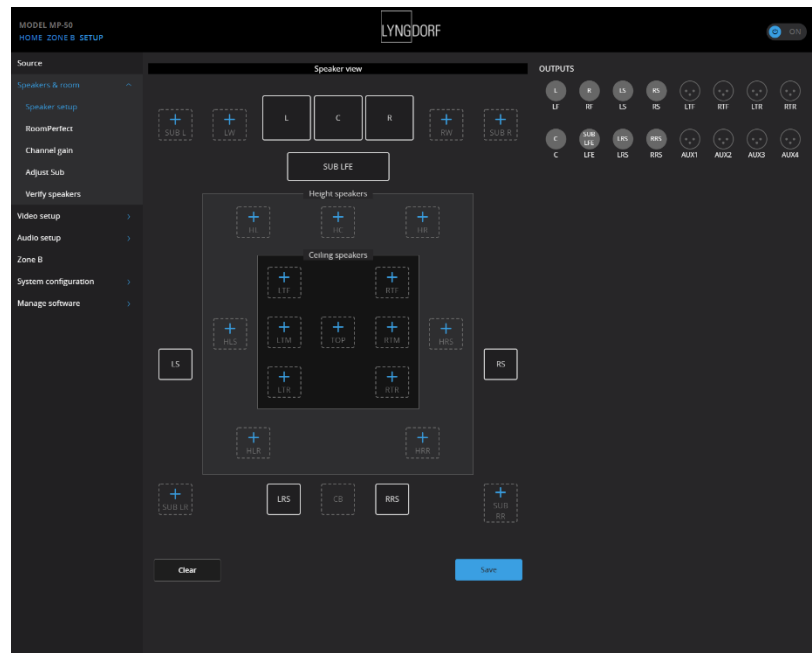 MODEL MP-50
HOME ZONE B SETUP
LYNGDORF
ON
Source
Speakers & room
Speaker setup
RoomPerfect
Channel gain
Adjust Sub
Verify speakers
Video setup
Audio setup
Zone B
System configuration
Manage software
Speaker view
SUB L LW L C R RW SUB R
SUB LFE
Height speakers
HL HC HR
Ceiling speakers
LTF RTF
HLS LTM TOP RTM HRS
LS RS
LTR RTR
HLR HRR
SUB LR LRS CB RRS SUB
RR
Clear Save
OUTPUTS
L R LS RS
LF RF LS RS LTF RTF LTR RTR
C SUB LRS RRS
LFE
C LFE LRS RRS AUX1 AUX2 AUX3 AUX4